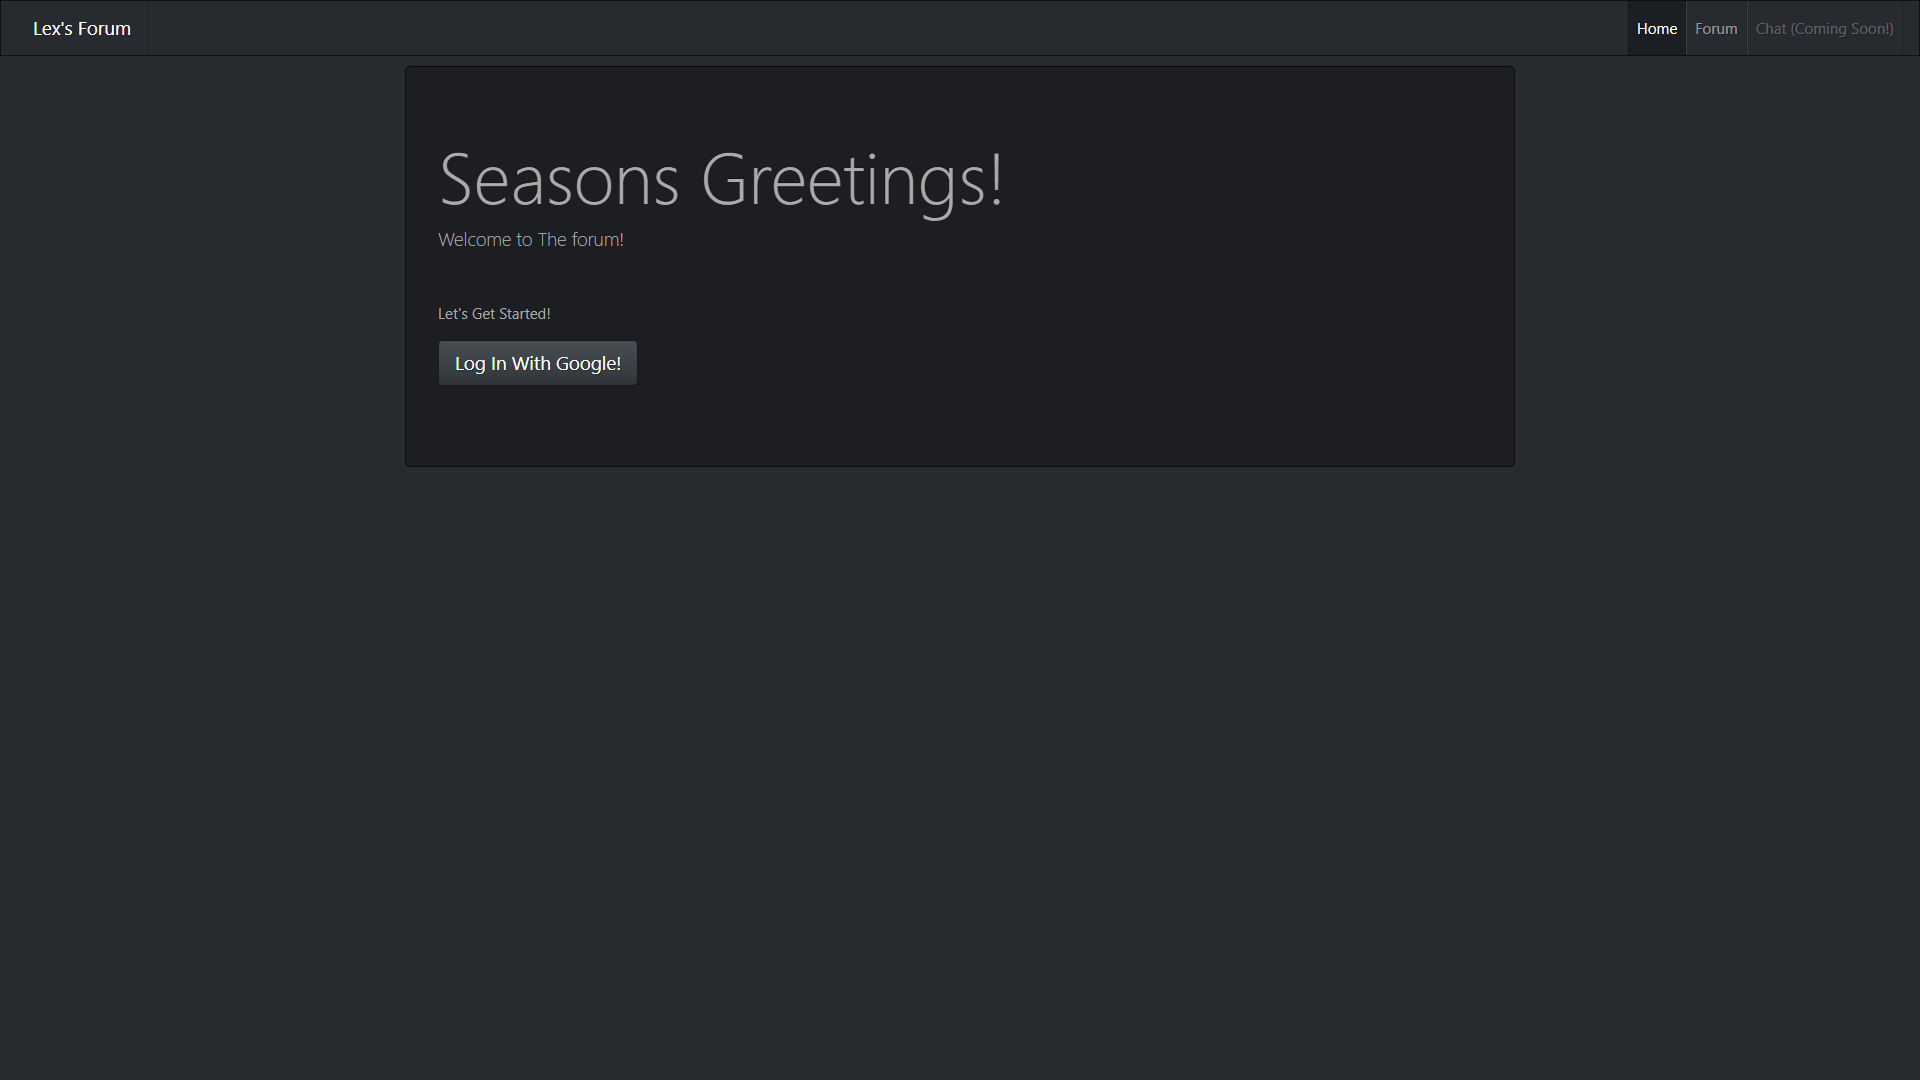 Lex's Forum
Home
Forum
Chat (Coming Soon!)
Seasons Greetings!
Welcome to The forum!
Let's Get Started!
Log In With Google!